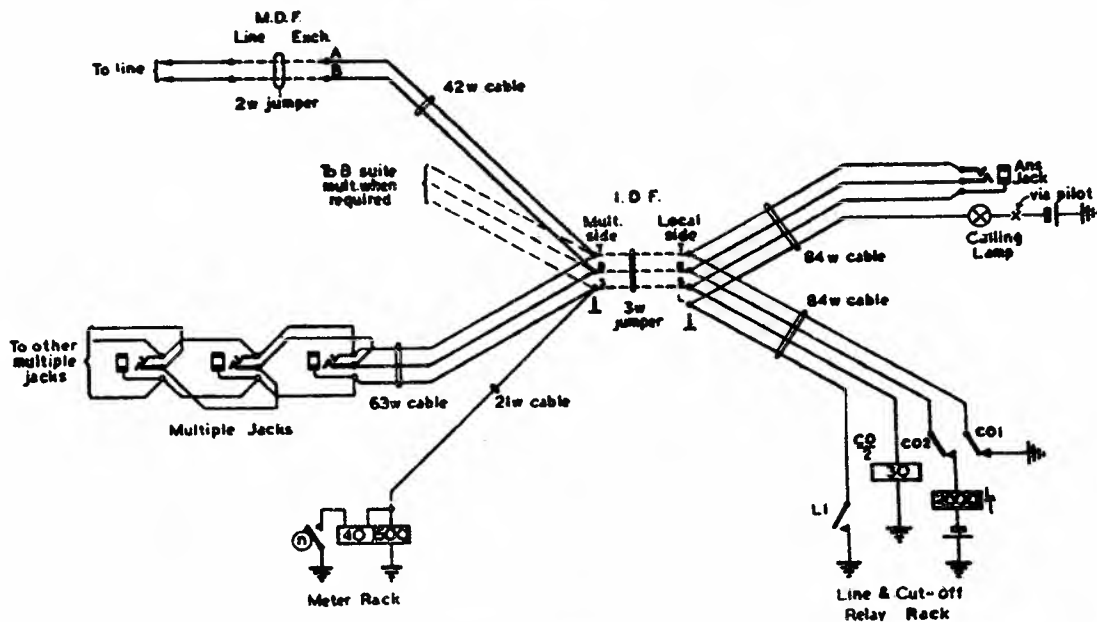 M.D.F.
Line Exch.
To line
A
B
2w jumper
42w cable
To B suite
mult. when
required
I.D.F.
Mult.
side
Local
side
3w
jumper
Ans
Jack
via pilot
Calling
Lamp
84w cable
84w cable
To other
multiple
jacks
Multiple Jacks
63w cable
21w cable
n
40
500
Meter Rack
L1
CO
2
30
CO2
CO1
Line & Cut-off
Relay Rack